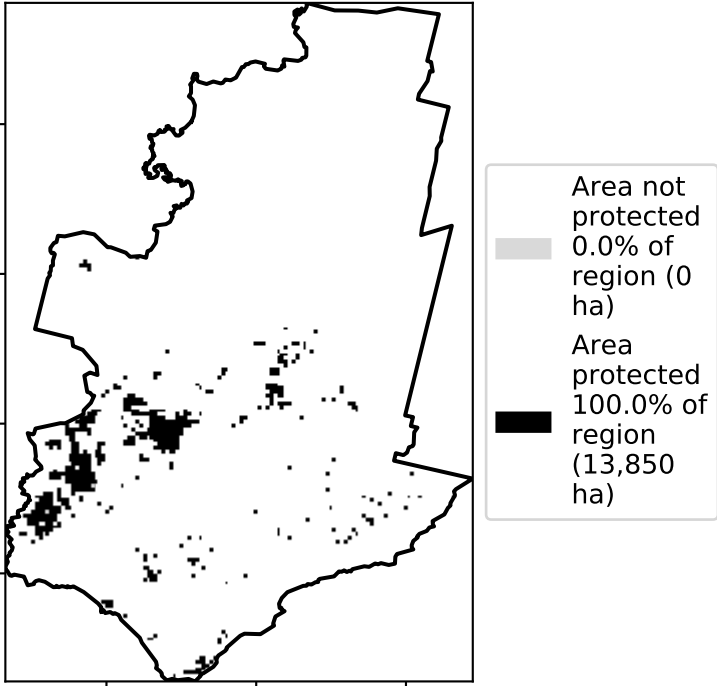 Area not
protected
0.0% of
region (0
ha)
Area
protected
100.0% of
region
(13,850
ha)